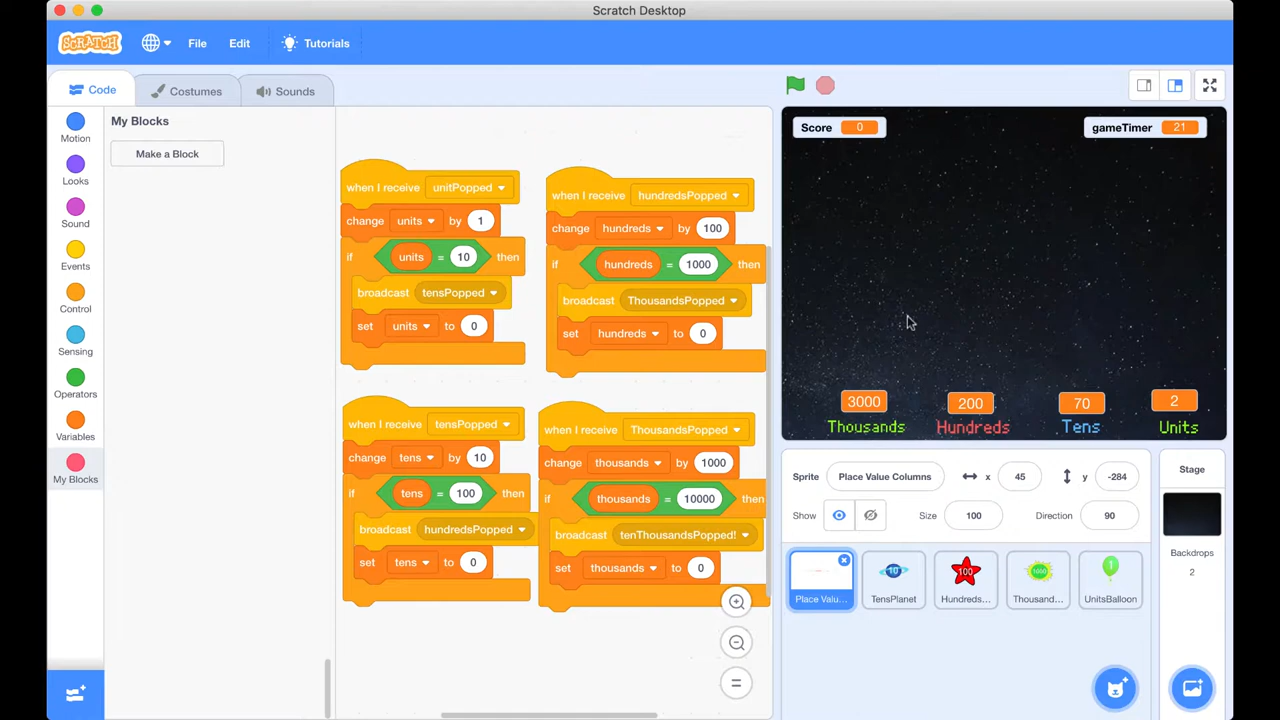 Scratch Desktop
SCRATCH
File
Edit
Tutorials
Code
Costumes
Sounds
Motion
Looks
Sound
Events
Control
Sensing
Operators
Variables
My Blocks
My Blocks
Make a Block
when I receive unitPopped
change units by 1
if units = 10 then
broadcast tensPopped
set units to 0
when I receive hundredsPopped
change hundreds by 100
if hundreds = 1000 then
broadcast ThousandsPopped
set hundreds to 0
when I receive tensPopped
change tens by 10
if tens = 100 then
broadcast hundredsPopped
set tens to 0
when I receive ThousandsPopped
change thousands by 1000
if thousands = 10000 then
broadcast tenThousandsPopped!
set thousands to 0
Score 0
gameTimer 21
3000 200 70 2
Thousands Hundreds Tens Units
Sprite Place Value Columns x 45 y -284
Show Size 100 Direction 90
Stage
Backdrops
2
10
100
1000
1
Place Valu...
TensPlanet
Hundreds...
Thousand...
UnitsBalloon